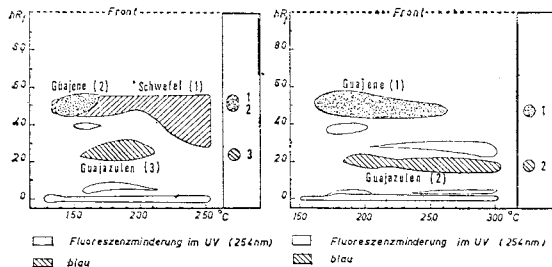 hRf
Front
80
60
40
20
0
Guajene (2)
Schwefel (1)
Guajazulen (3)
1
2
3
150
200
250
°C
Fluoreszenzminderung im UV (254nm)
blau
hRf
Front
100
80
60
40
20
0
Guajene (1)
Guajazulen (2)
1
2
150
200
250
300
°C
Fluoreszenzminderung im UV (254nm)
blau